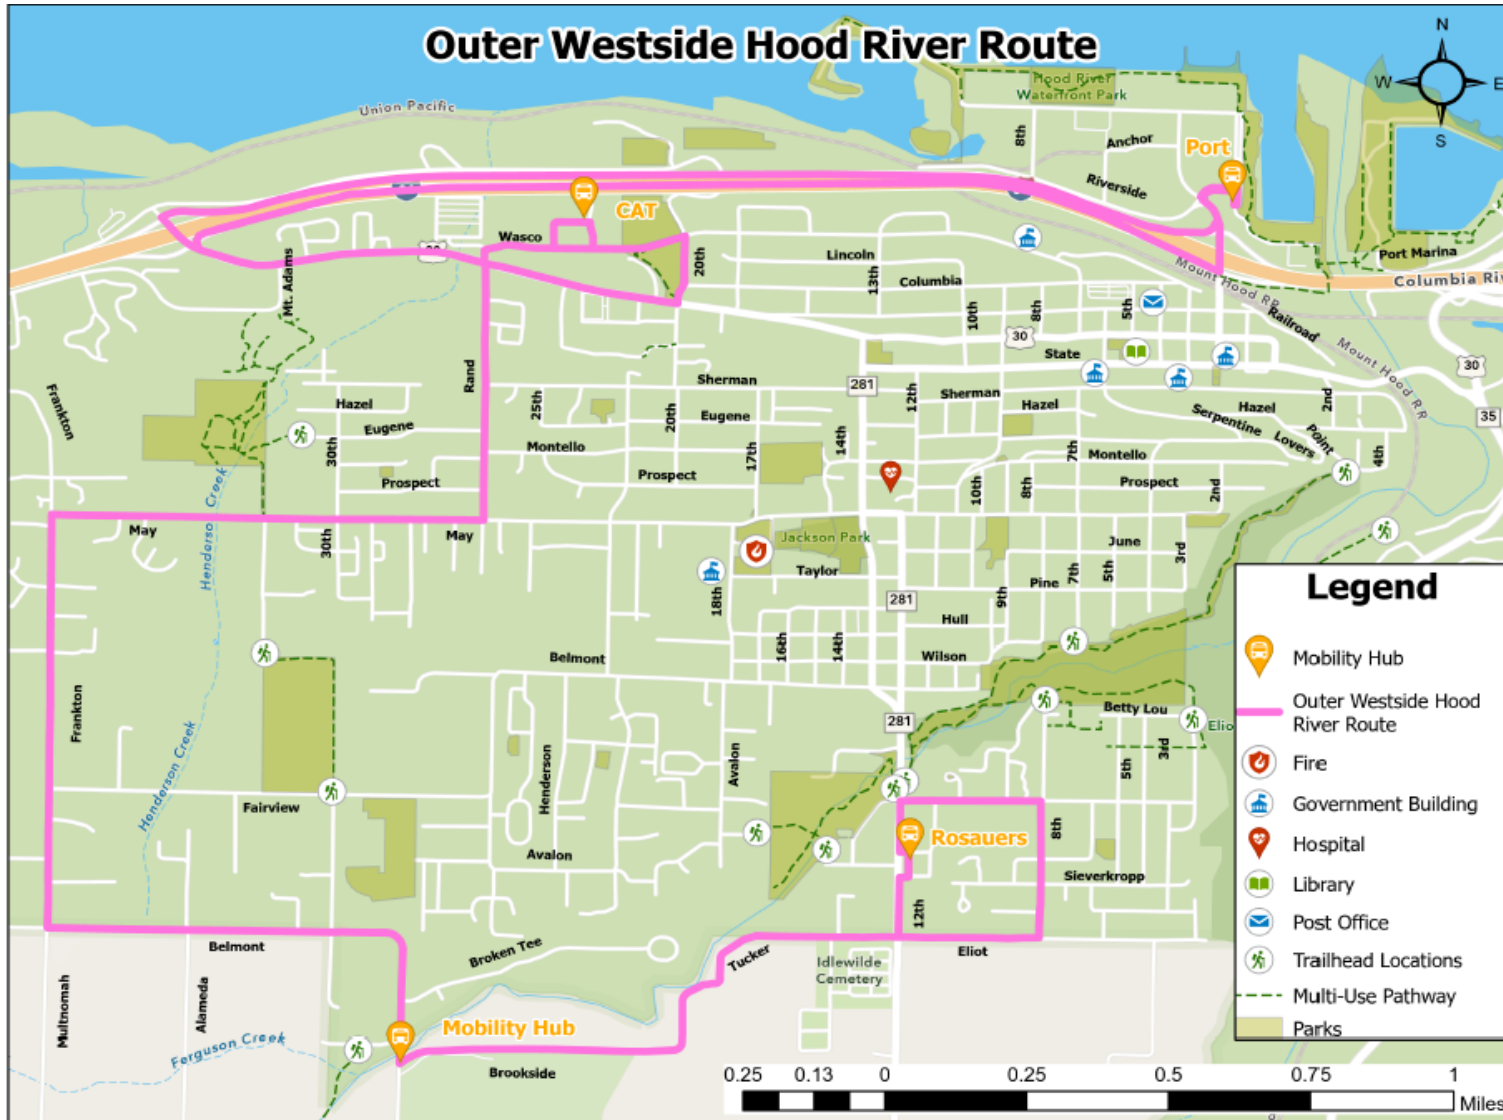 Outer Westside Hood River Route
N
W
E
S
Union Pacific
Hood River
Waterfront Park
8th
Anchor
Port
Riverside
CAT
Wasco
20th
Lincoln
13th
Columbia
Port Marina
Columbia Riv
Mount Hood RR
Mt. Adams
10th
8th
5th
30
Railroad
State
Mount Hood RR
30
35
Frankton
Rand
Sherman
281
12th
Sherman
Hazel
25th
Eugene
20th
Hazel
Hazel
2nd
Serpentine
Lovers
Point
4th
Eugene
30th
Montello
17th
14th
7th
Montello
Prospect
Prospect
10th
8th
Prospect
2nd
Henderson Creek
May
30th
May
Jackson Park
June
3rd
Taylor
7th
5th
Pine
18th
281
9th
Hull
16th
14th
Wilson
Belmont
Frankton
281
Betty Lou
Elio
3rd
5th
Henderson Creek
Henderson
Avalon
Fairview
Rosauers
8th
Avalon
Sieverkropp
12th
Belmont
Broken Tee
Tucker
Eliot
Idlewilde
Cemetery
Multnomah
Alameda
Ferguson Creek
Mobility Hub
Brookside
Legend
Mobility Hub
Outer Westside Hood
River Route
Fire
Government Building
Hospital
Library
Post Office
Trailhead Locations
Multi-Use Pathway
Parks
0.25 0.13 0 0.25 0.5 0.75 1
Miles